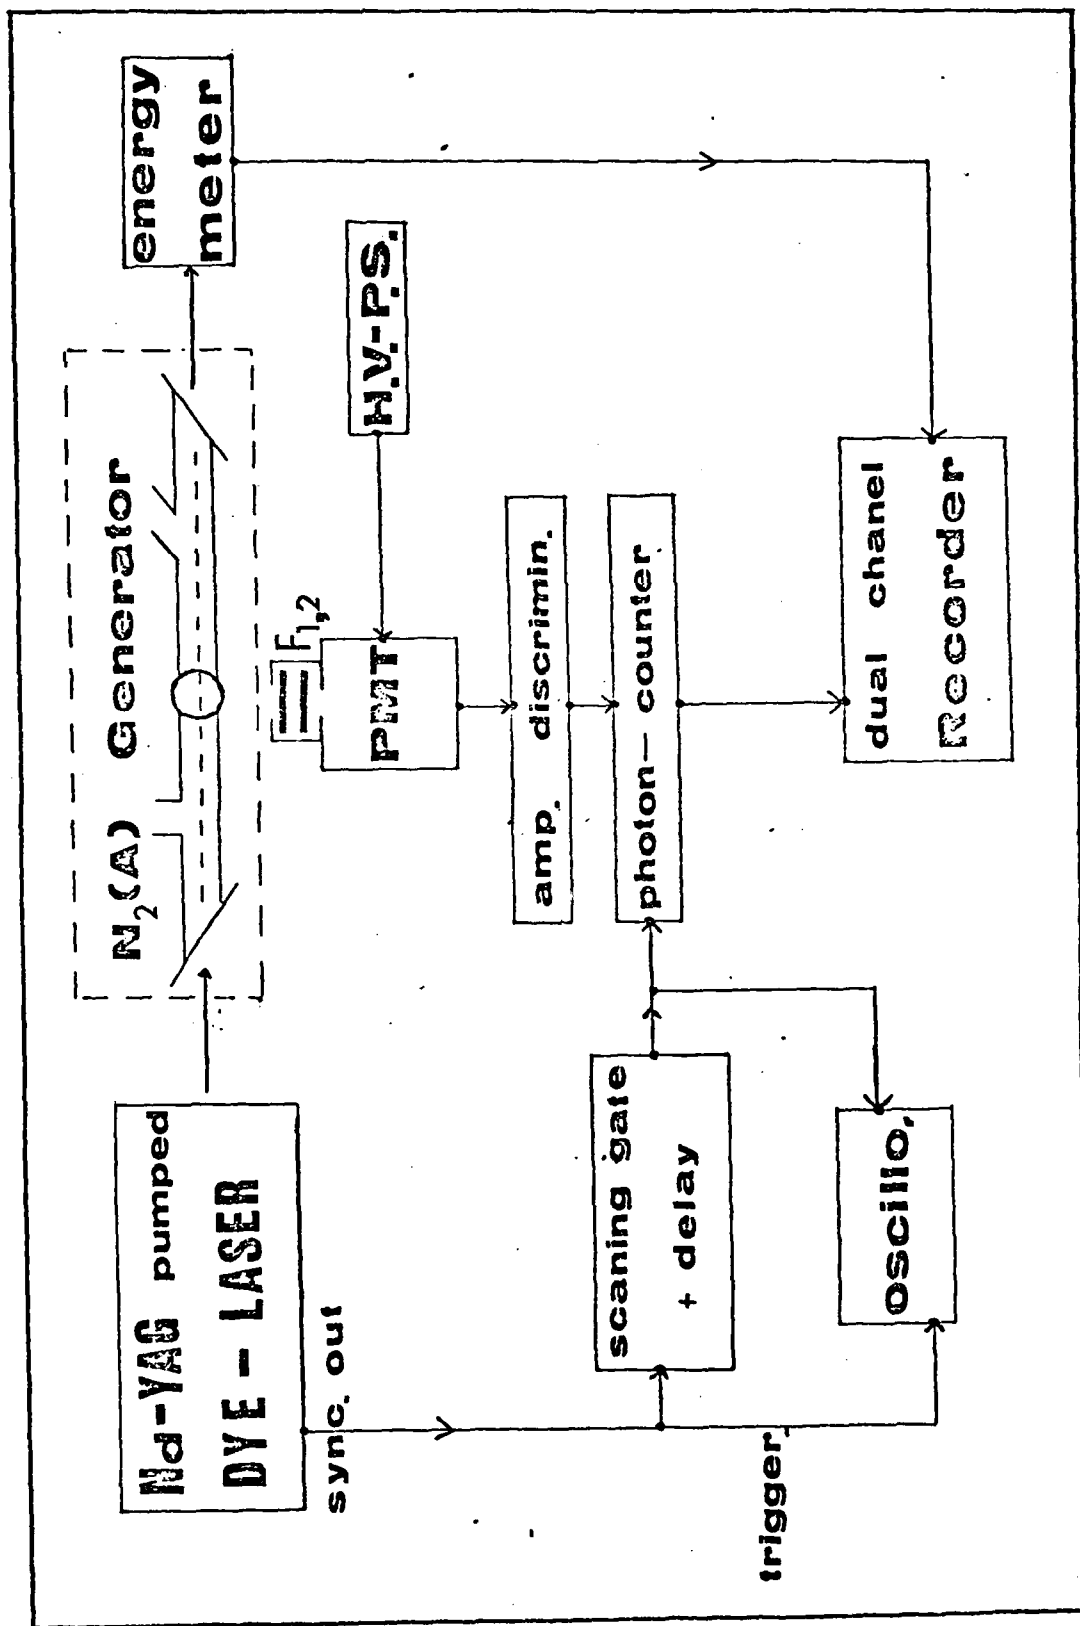 Nd-YAG pumped
DYE-LASER
sync. out
N2(A) Generator
energy
meter
F1,2
PMT
H.V-P.S.
amp. discrimin.
photon-counter
scaning gate
+ delay
oscillo.
trigger.
dual chanel
Recorder